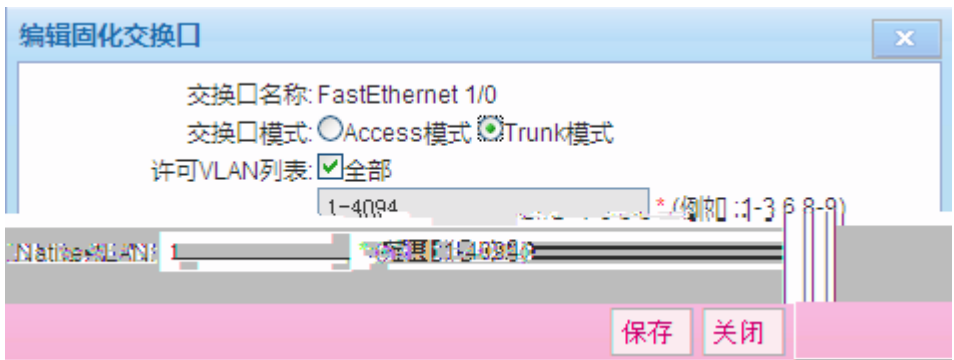 编辑固化交换口
交换口名称: FastEthernet 1/0
交换口模式: Access模式 Trunk模式
许可VLAN列表: 全部
1-4094 * (例如:1-3,6,8-9)
1
保存 关闭